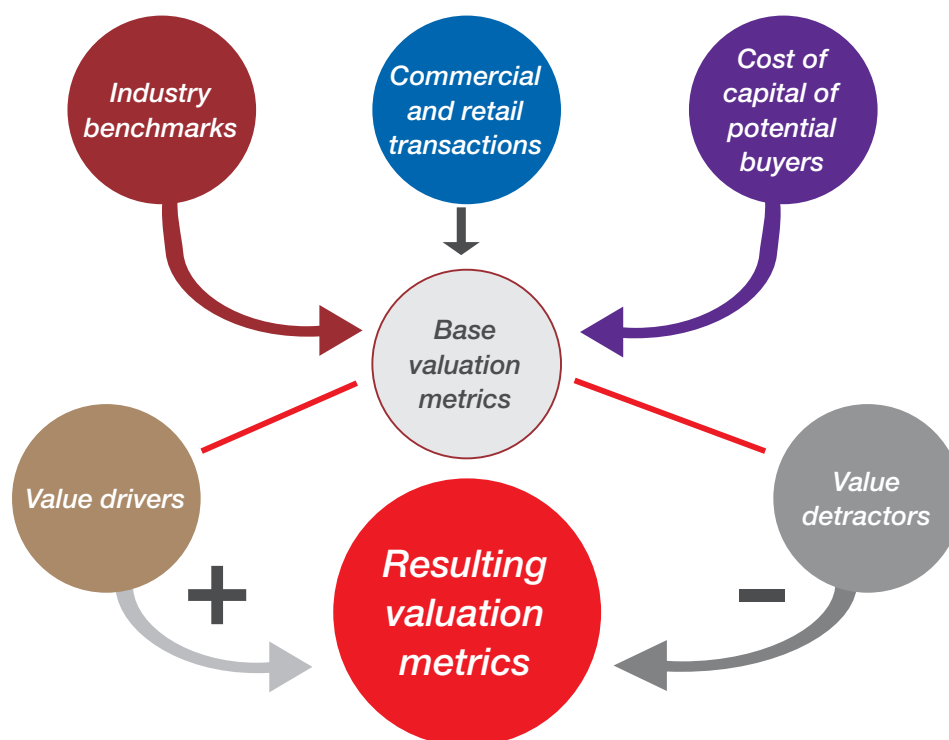 Industry
benchmarks
Commercial
and retail
transactions
Cost of
capital of
potential
buyers
Base
valuation
metrics
Value drivers
Value
detractors
+
Resulting
valuation
metrics
−